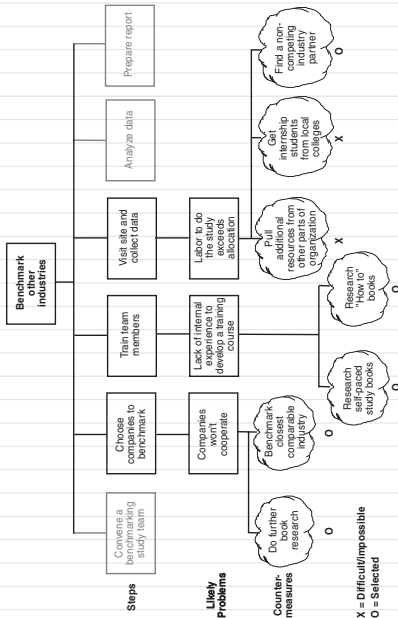 Benchmark
other
industries
Steps
Convene a
benchmarking
study team
Choose
companies to
benchmark
Train team
members
Visit site and
collect data
Analyze data
Prepare report
Likely
Problems
Companies
won't
cooperate
Lack of internal
experience to
develop a training
course
Labor to do
the study
exceeds
allocation
Counter-
measures
Do further
book
research
O
Benchmark
closest
comparable
industry
O
Research
self-paced
study books
O
Research
"How to"
books
O
Pull
additional
resources from
other parts of
organization
X
Get
internship
students
from local
colleges
X
Find a non-
competing
industry
partner
O
X = Difficult/impossible
O = Selected